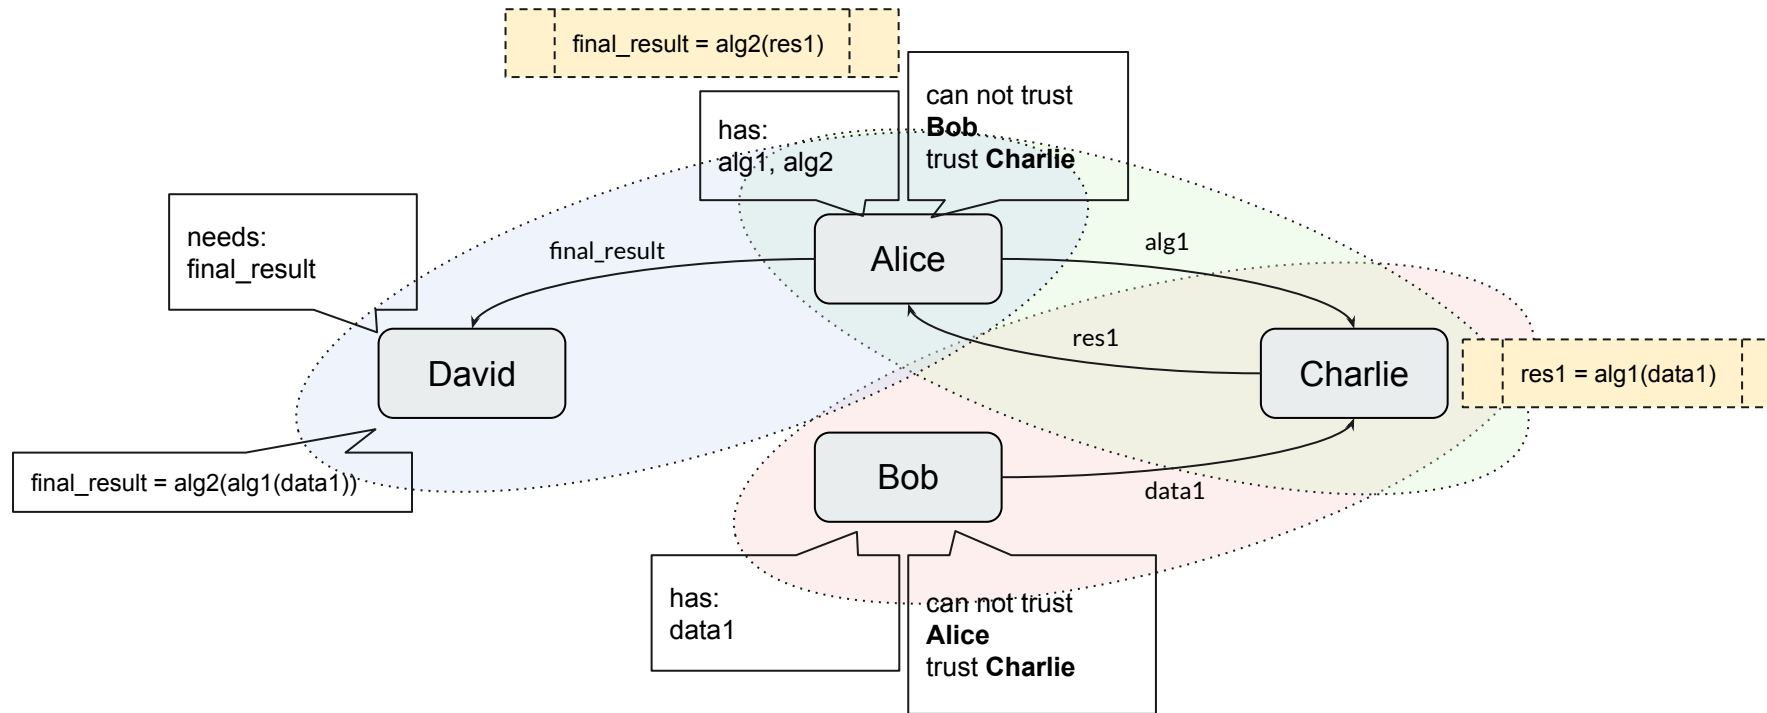 final_result = alg2(res1)
can not trust
Bob
trust Charlie
has:
alg1, alg2
needs:
final_result
final_result
Alice
alg1
res1
David
Charlie
res1 = alg1(data1)
final_result = alg2(alg1(data1))
Bob
data1
has:
data1
can not trust
Alice
trust Charlie